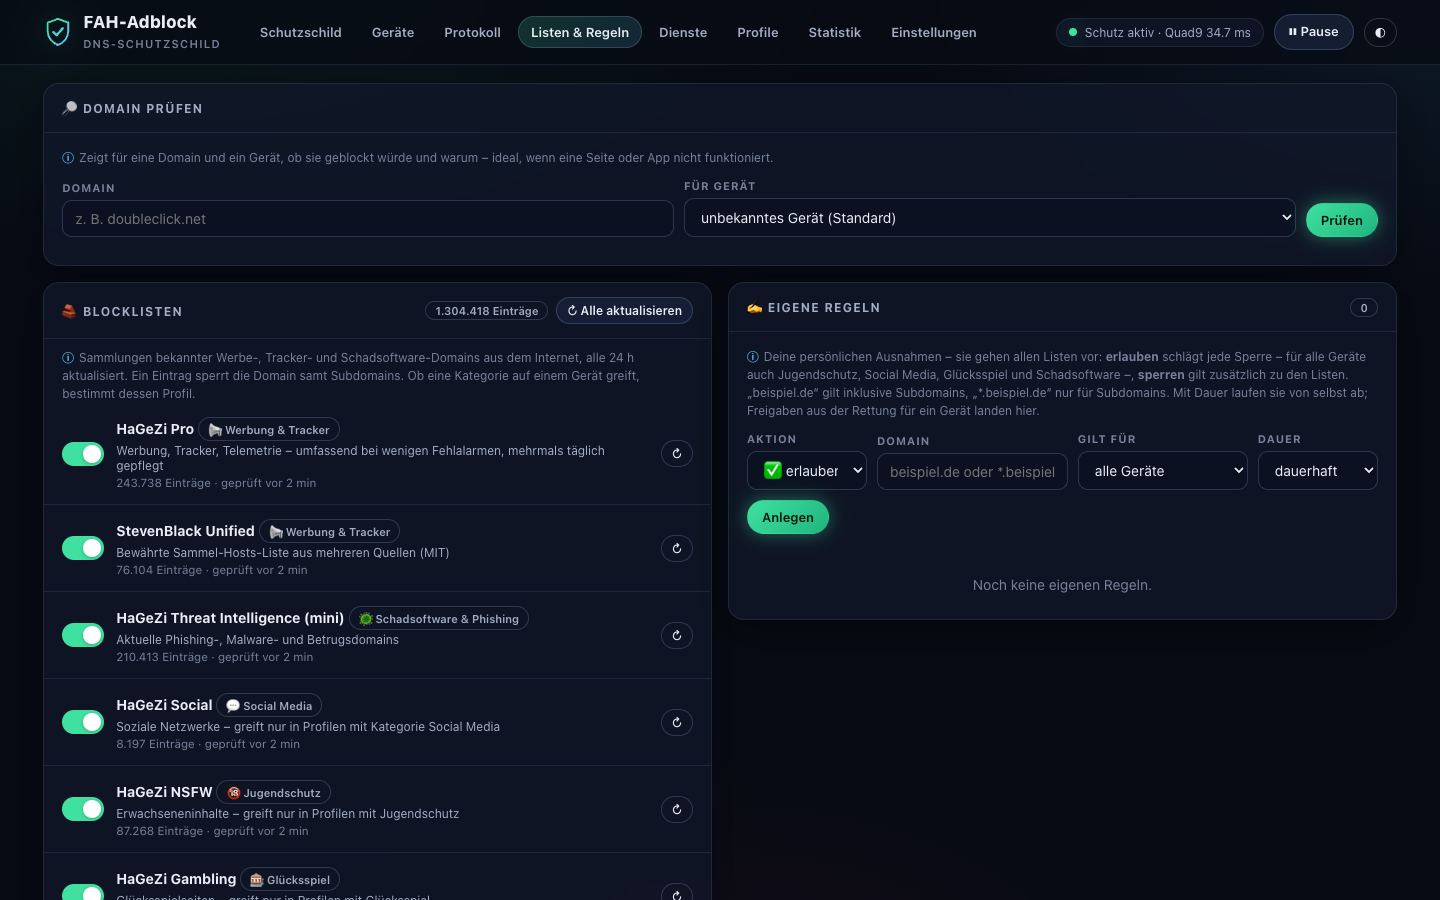 FAH-Adblock
DNS-SCHUTZSCHILD
Schutzschild
Geräte
Protokoll
Listen & Regeln
Dienste
Profile
Statistik
Einstellungen
Schutz aktiv · Quad9 34.7 ms
Pause
DOMAIN PRÜFEN
Zeigt für eine Domain und ein Gerät, ob sie geblockt würde und warum – ideal, wenn eine Seite oder App nicht funktioniert.
DOMAIN
z. B. doubleclick.net
FÜR GERÄT
unbekanntes Gerät (Standard)
Prüfen
BLOCKLISTEN
1.304.418 Einträge
↻ Alle aktualisieren
Sammlungen bekannter Werbe-, Tracker- und Schadsoftware-Domains aus dem Internet, alle 24 h
aktualisiert. Ein Eintrag sperrt die Domain samt Subdomains. Ob eine Kategorie auf einem Gerät greift,
bestimmt dessen Profil.
HaGeZi Pro Werbung & Tracker
Werbung, Tracker, Telemetrie – umfassend bei wenigen Fehlalarmen, mehrmals täglich
gepflegt
243.738 Einträge · geprüft vor 2 min
StevenBlack Unified Werbung & Tracker
Bewährte Sammel-Hosts-Liste aus mehreren Quellen (MIT)
76.104 Einträge · geprüft vor 2 min
HaGeZi Threat Intelligence (mini) Schadsoftware & Phishing
Aktuelle Phishing-, Malware- und Betrugsdomains
210.413 Einträge · geprüft vor 2 min
HaGeZi Social Social Media
Soziale Netzwerke – greift nur in Profilen mit Kategorie Social Media
8.197 Einträge · geprüft vor 2 min
HaGeZi NSFW Jugendschutz
Erwachseneninhalte – greift nur in Profilen mit Jugendschutz
87.268 Einträge · geprüft vor 2 min
HaGeZi Gambling Glücksspiel
Glücksspielseiten – greift nur in Profilen mit Glücksspiel
EIGENE REGELN
0
Deine persönlichen Ausnahmen – sie gehen allen Listen vor: erlauben schlägt jede Sperre – für alle Geräte
auch Jugendschutz, Social Media, Glücksspiel und Schadsoftware –, sperren gilt zusätzlich zu den Listen.
„beispiel.de“ gilt inklusive Subdomains, „*.beispiel.de“ nur für Subdomains. Mit Dauer laufen sie von selbst ab;
Freigaben aus der Rettung für ein Gerät landen hier.
AKTION
DOMAIN
GILT FÜR
DAUER
✅ erlauber
beispiel.de oder *.beispiel
alle Geräte
dauerhaft
Anlegen
Noch keine eigenen Regeln.